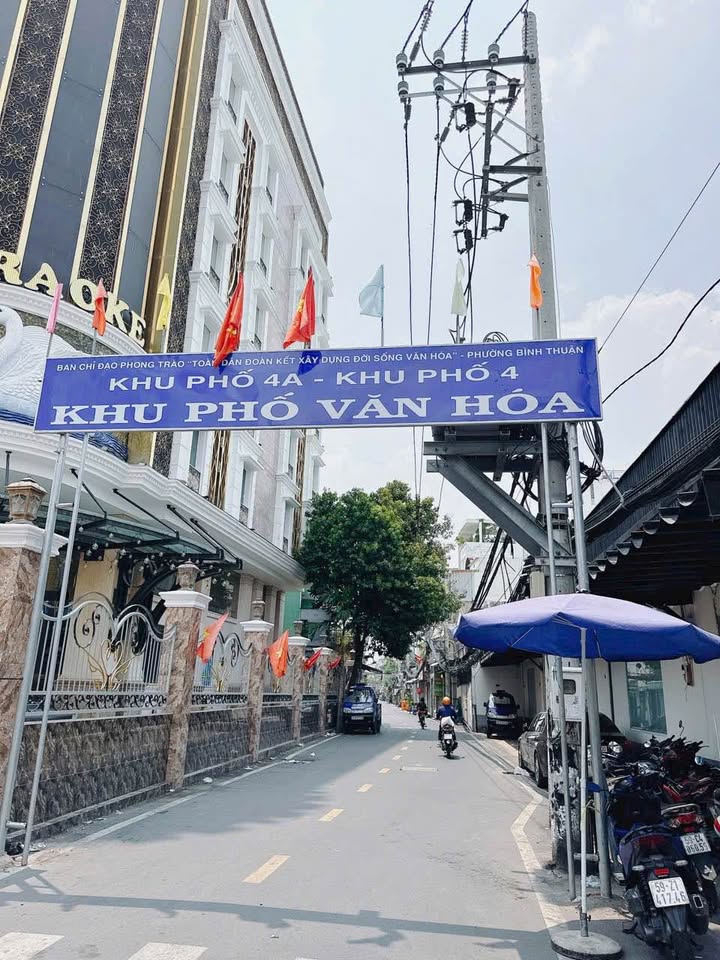 RAOKE
BAN CHỈ ĐẠO PHONG TRÀO "TOÀN DÂN ĐOÀN KẾT XÂY DỰNG ĐỜI SỐNG VĂN HÓA" - PHƯỜNG BÌNH THUẬN
KHU PHỐ 4A - KHU PHỐ 4
KHU PHỐ VĂN HÓA
59-Z1
417.46